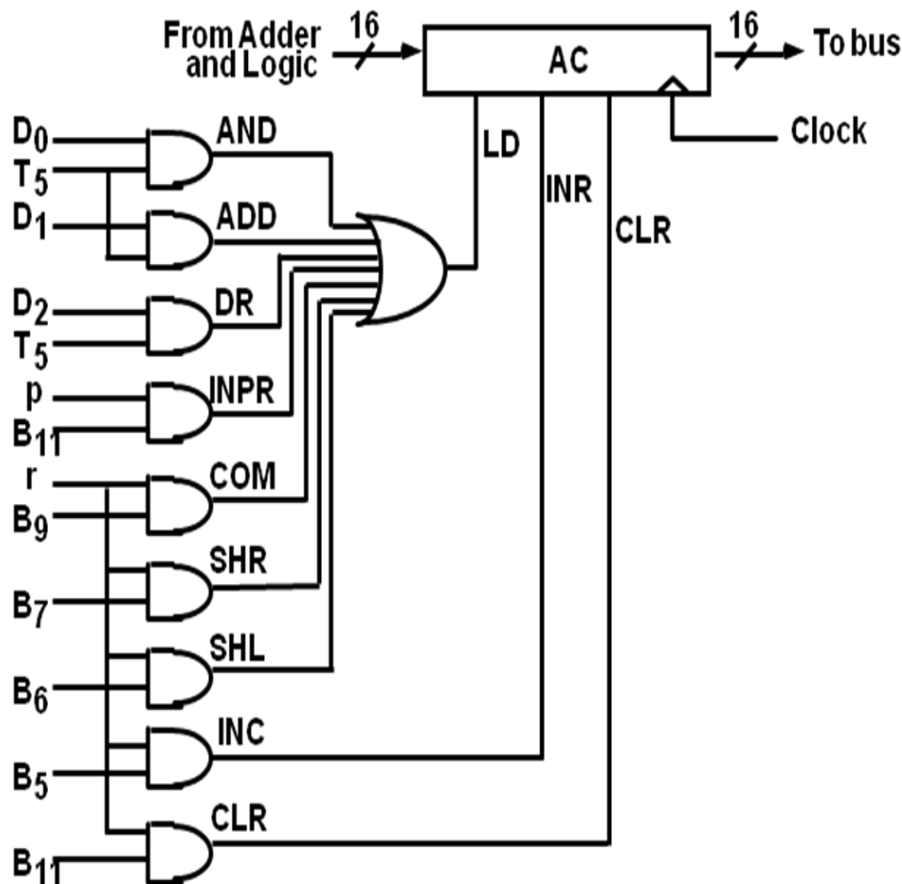 From Adder
and Logic
16
AC
16
To bus
Clock
LD
INR
CLR
D0
T5
AND
D1
ADD
D2
T5
DR
p
B11
INPR
r
B9
COM
B7
SHR
B6
SHL
B5
INC
B11
CLR